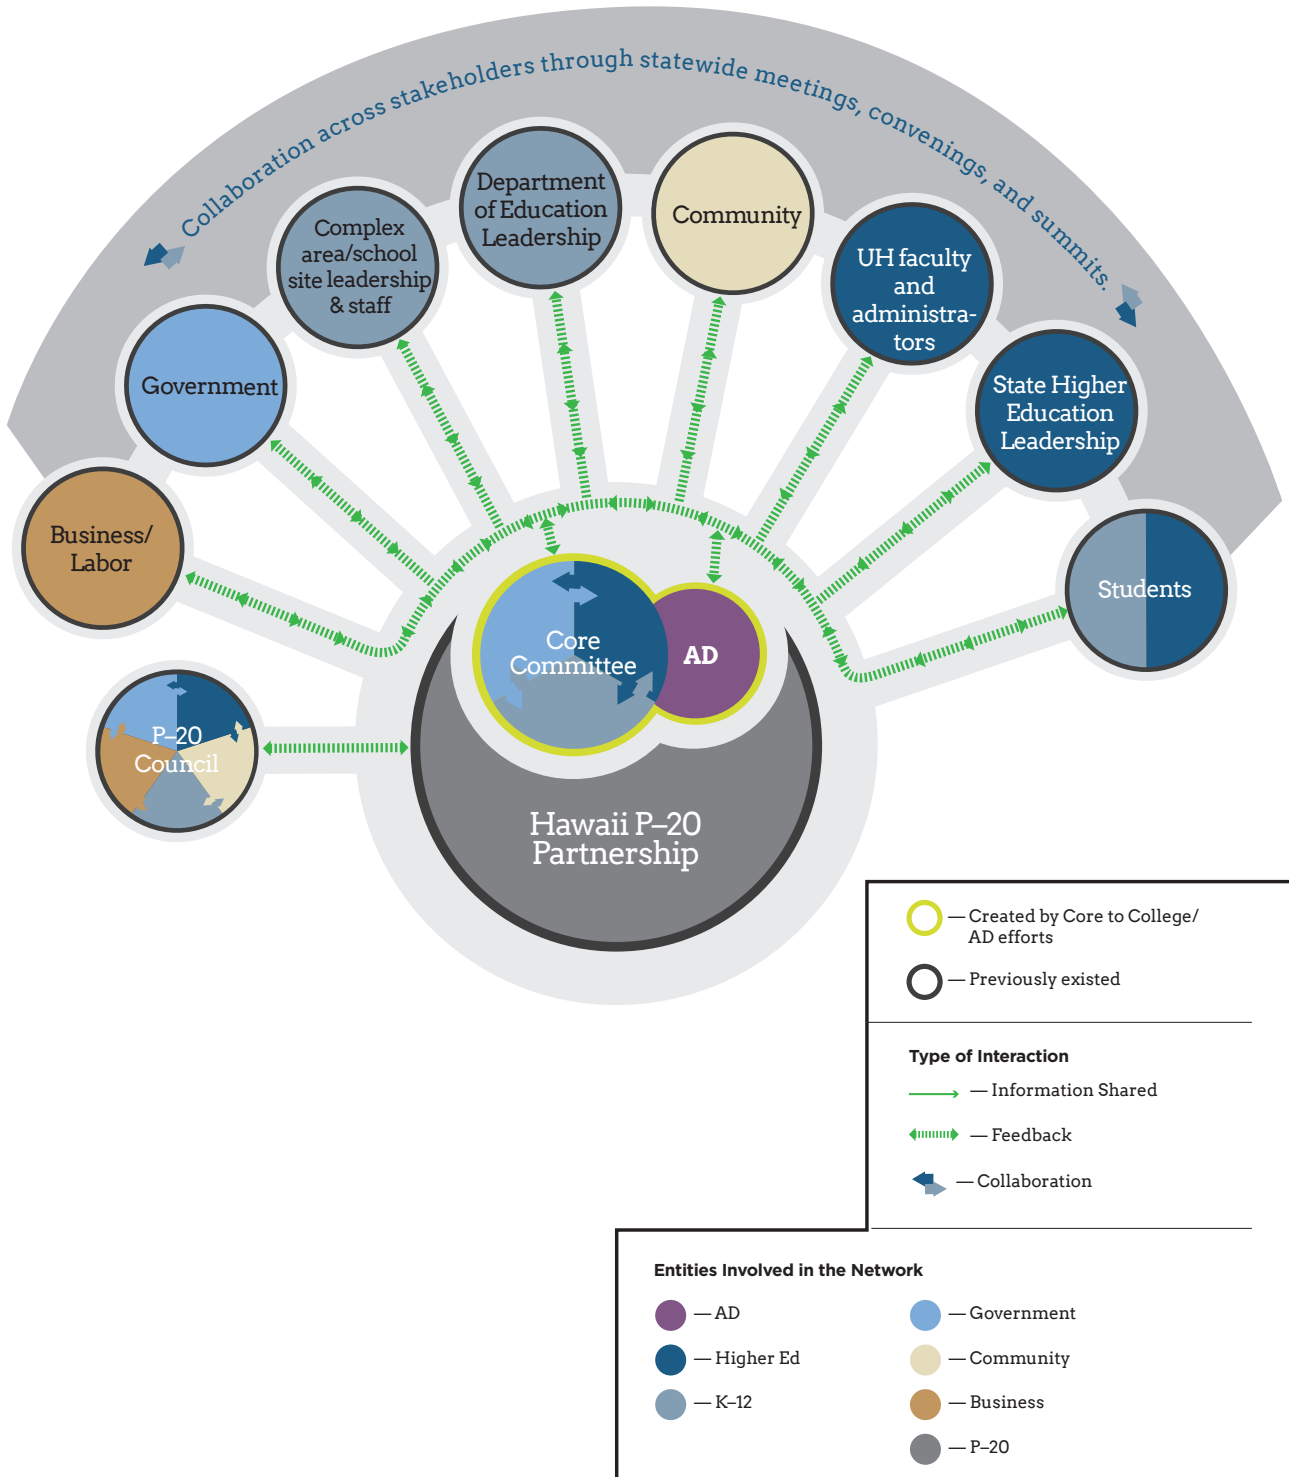 Collaboration across stakeholders through statewide meetings, convenings, and summits.
Department
of Education
Leadership
Community
Complex
area/school
site leadership
& staff
UH faculty
and
administra-
tors
Government
State Higher
Education
Leadership
Business/
Labor
Students
Core
Committee
AD
P–20
Council
Hawaii P–20
Partnership
— Created by Core to College/
AD efforts
— Previously existed
Type of Interaction
— Information Shared
— Feedback
— Collaboration
Entities Involved in the Network
— AD
— Higher Ed
— K–12
— Government
— Community
— Business
— P–20